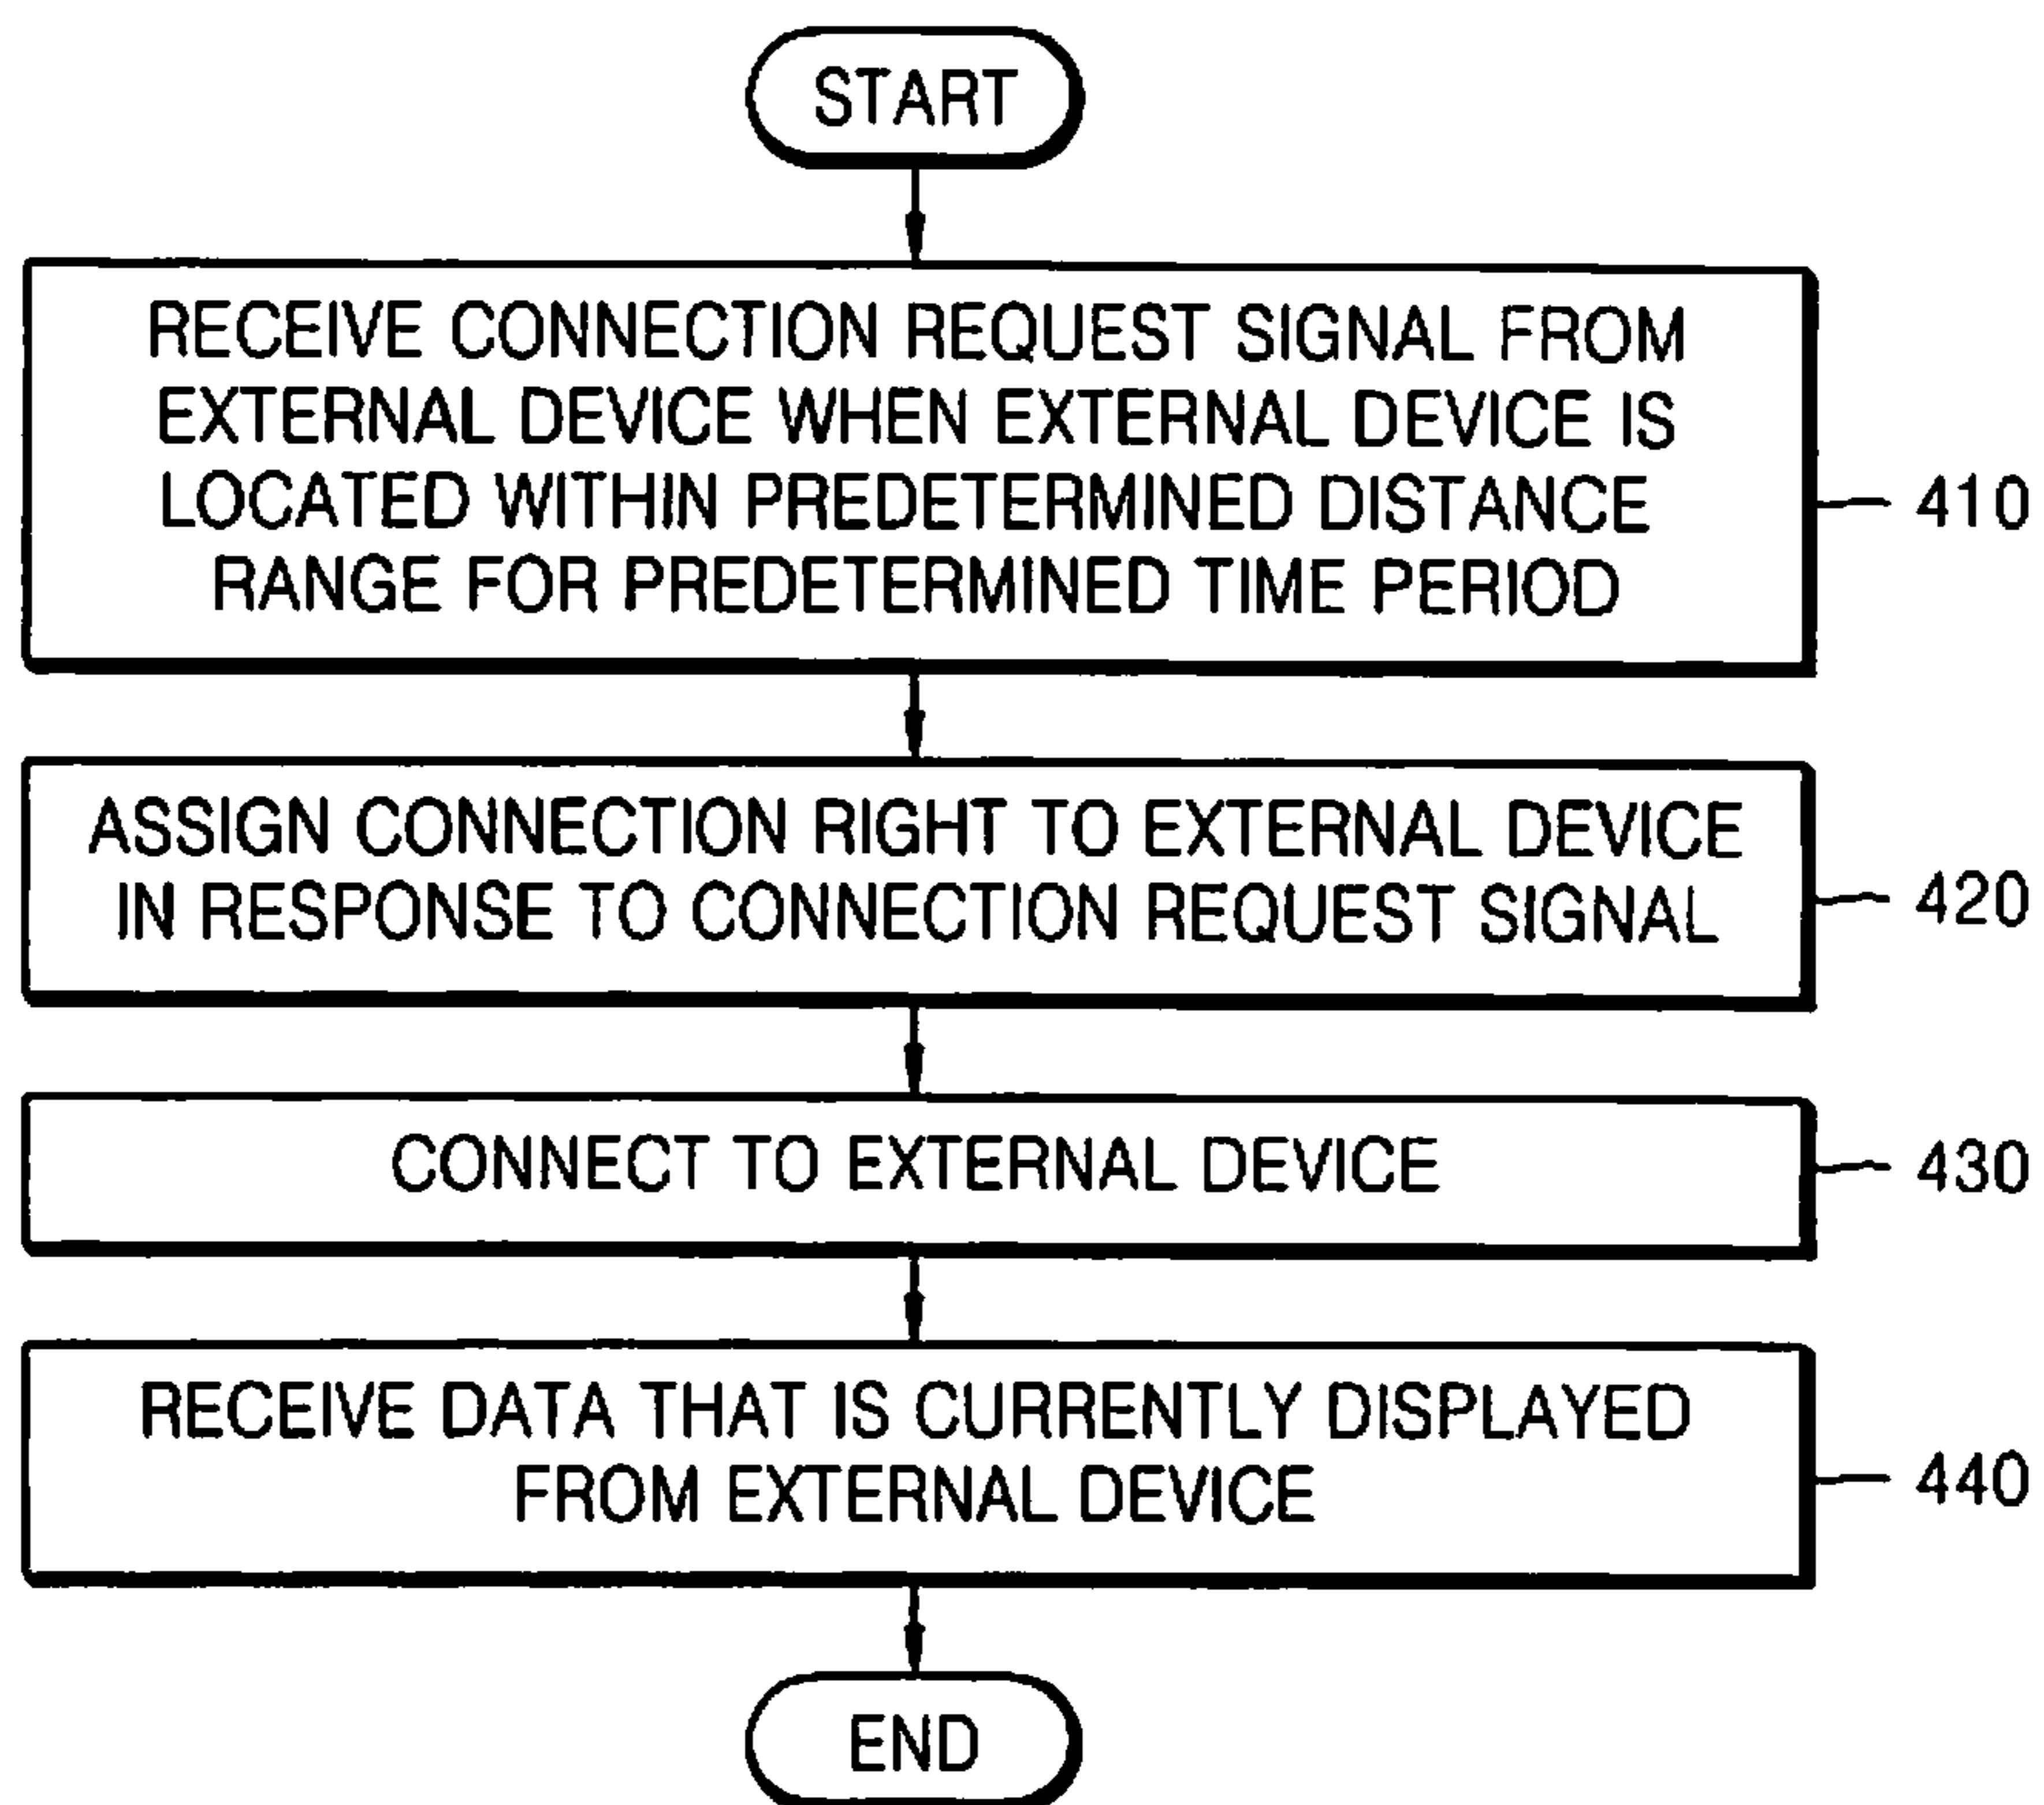 START
RECEIVE CONNECTION REQUEST SIGNAL FROM
EXTERNAL DEVICE WHEN EXTERNAL DEVICE IS
LOCATED WITHIN PREDETERMINED DISTANCE
RANGE FOR PREDETERMINED TIME PERIOD
410
ASSIGN CONNECTION RIGHT TO EXTERNAL DEVICE
IN RESPONSE TO CONNECTION REQUEST SIGNAL
420
CONNECT TO EXTERNAL DEVICE
430
RECEIVE DATA THAT IS CURRENTLY DISPLAYED
FROM EXTERNAL DEVICE
440
END